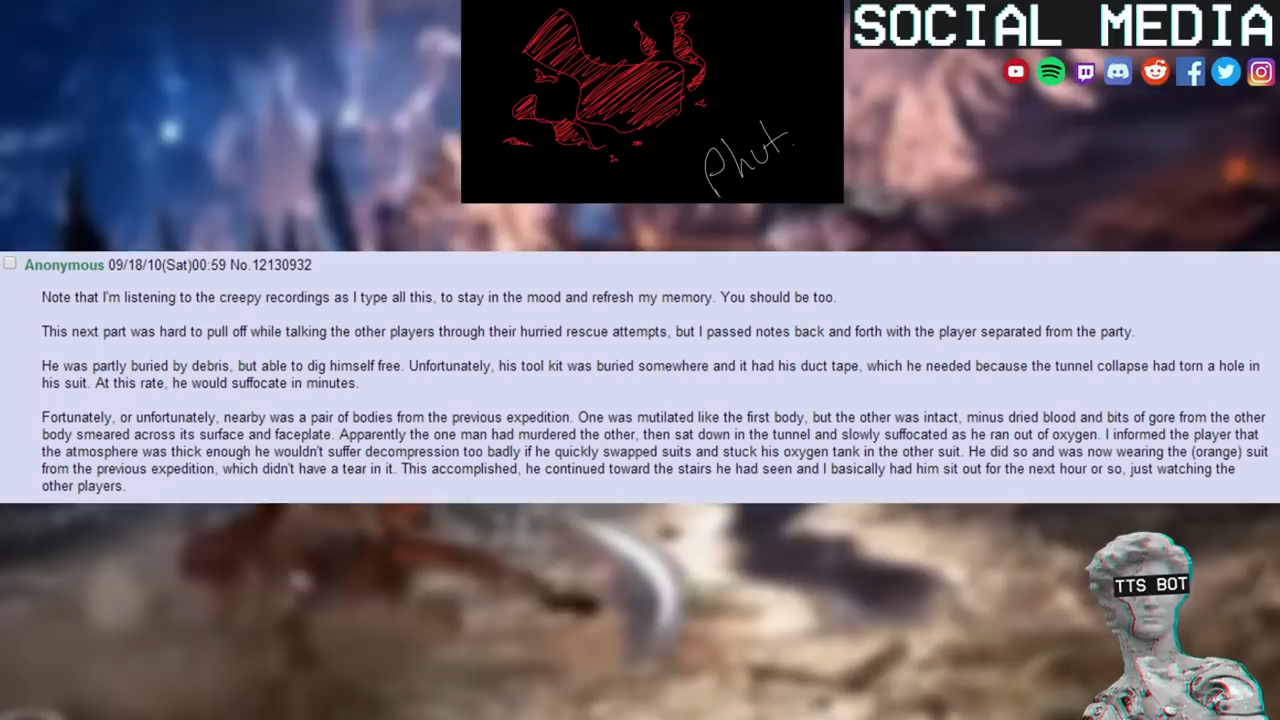 SOCIAL MEDIA
Phut.
Anonymous 09/18/10(Sat)00:59 No.12130932
Note that I'm listening to the creepy recordings as I type all this, to stay in the mood and refresh my memory. You should be too.
This next part was hard to pull off while talking the other players through their hurried rescue attempts, but I passed notes back and forth with the player separated from the party.
He was partly buried by debris, but able to dig himself free. Unfortunately, his tool kit was buried somewhere and it had his duct tape, which he needed because the tunnel collapse had torn a hole in
his suit. At this rate, he would suffocate in minutes.
Fortunately, or unfortunately, nearby was a pair of bodies from the previous expedition. One was mutilated like the first body, but the other was intact, minus dried blood and bits of gore from the other
body smeared across its surface and faceplate. Apparently the one man had murdered the other, then sat down in the tunnel and slowly suffocated as he ran out of oxygen. I informed the player that
the atmosphere was thick enough he wouldn't suffer decompression too badly if he quickly swapped suits and stuck his oxygen tank in the other suit. He did so and was now wearing the (orange) suit
from the previous expedition, which didn't have a tear in it. This accomplished, he continued toward the stairs he had seen and I basically had him sit out for the next hour or so, just watching the
other players.
TTS BOT